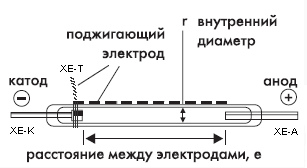 XE-T
r внутренний
диаметр
поджигающий
электрод
катод
анод
XE-K
XE-A
расстояние между электродами, e